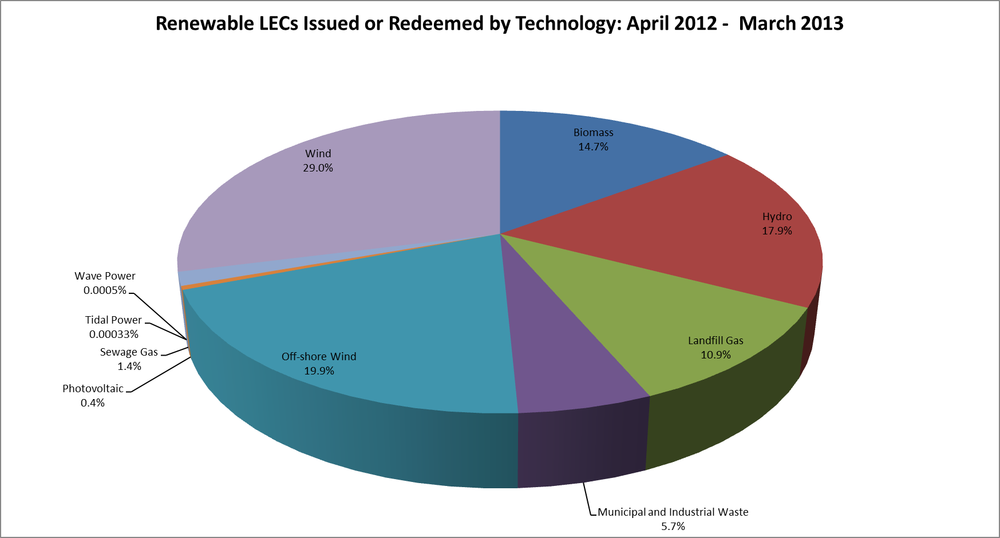 Renewable LECs Issued or Redeemed by Technology: April 2012 -  March 2013
Biomass
14.7%
Wind
29.0%
Hydro
17.9%
Wave Power
0.0005%
Tidal Power
0.00033%
Sewage Gas
1.4%
Photovoltaic
0.4%
Off-shore Wind
19.9%
Landfill Gas
10.9%
Municipal and Industrial Waste
5.7%